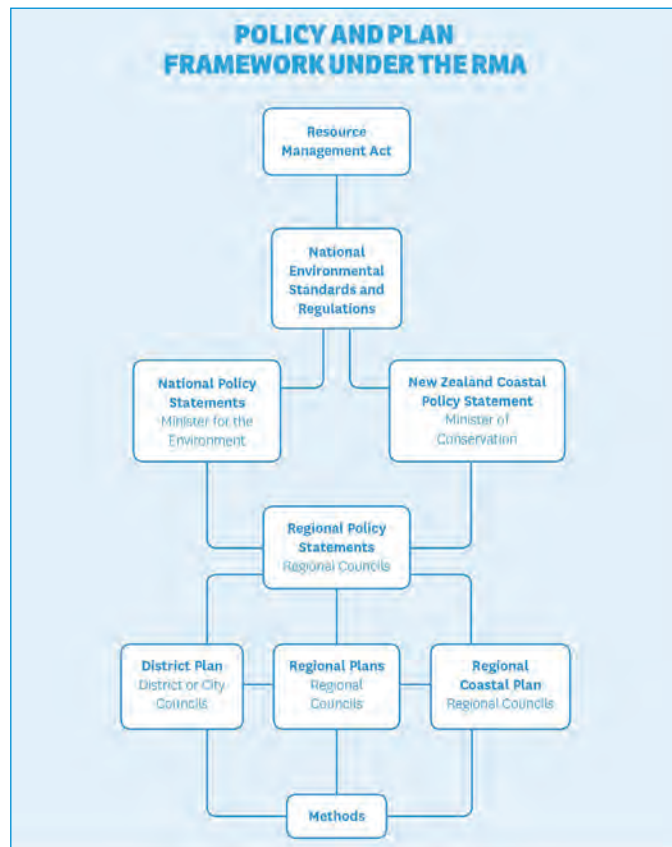 POLICY AND PLAN
FRAMEWORK UNDER THE RMA
Resource
Management Act
National
Environmental
Standards and
Regulations
National Policy
Statements
Minister for the
Environment
New Zealand Coastal
Policy Statement
Minister of
Conservation
Regional Policy
Statements
Regional Councils
District Plan
District or City
Councils
Regional Plans
Regional
Councils
Regional
Coastal Plan
Regional Councils
Methods